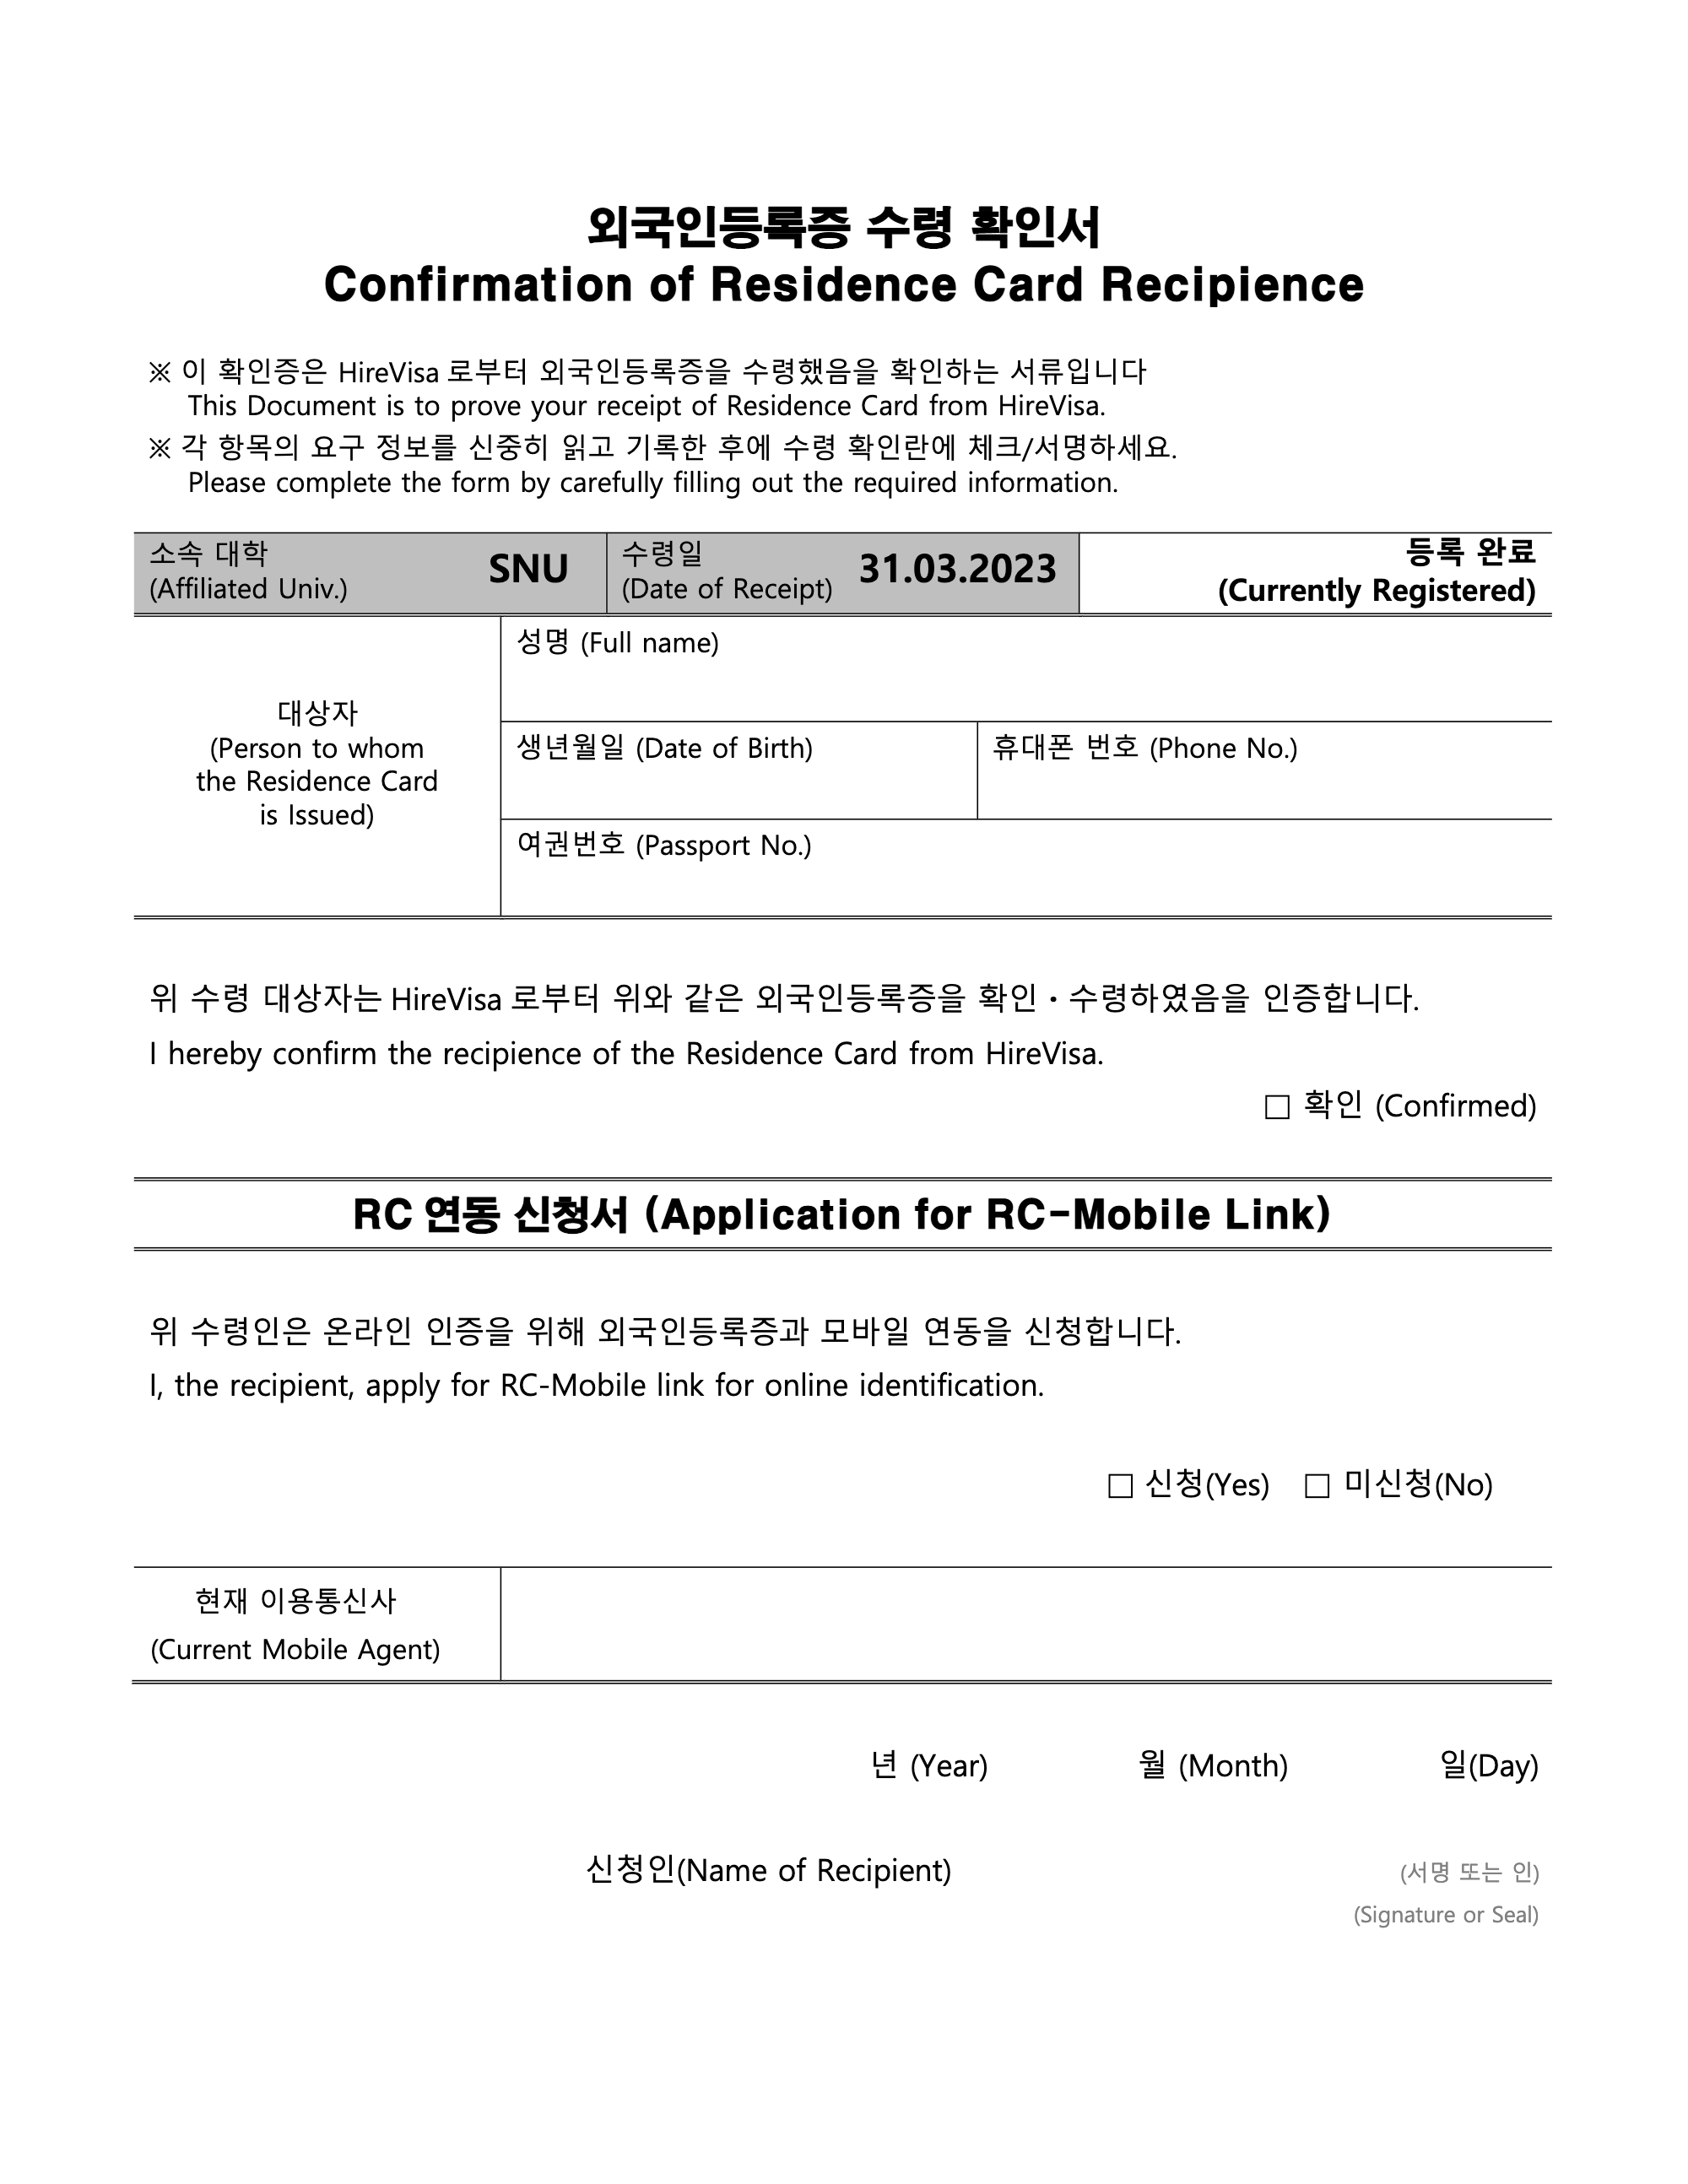 외국인등록증 수령 확인서
Confirmation of Residence Card Recipience
※ 이 확인증은 HireVisa 로부터 외국인등록증을 수령했음을 확인하는 서류입니다
This Document is to prove your receipt of Residence Card from HireVisa.
※ 각 항목의 요구 정보를 신중히 읽고 기록한 후에 수령 확인란에 체크/서명하세요.
Please complete the form by carefully filling out the required information.
소속 대학
(Affiliated Univ.)
SNU
수령일
(Date of Receipt)
31.03.2023
등록 완료
(Currently Registered)
대상자
(Person to whom
the Residence Card
is Issued)
성명 (Full name)
생년월일 (Date of Birth)
휴대폰 번호 (Phone No.)
여권번호 (Passport No.)
위 수령 대상자는 HireVisa 로부터 위와 같은 외국인등록증을 확인 · 수령하였음을 인증합니다.
I hereby confirm the recipience of the Residence Card from HireVisa.
□ 확인 (Confirmed)
RC 연동 신청서 (Application for RC-Mobile Link)
위 수령인은 온라인 인증을 위해 외국인등록증과 모바일 연동을 신청합니다.
I, the recipient, apply for RC-Mobile link for online identification.
□ 신청(Yes) □ 미신청(No)
현재 이용통신사
(Current Mobile Agent)
년 (Year) 월 (Month) 일(Day)
신청인(Name of Recipient) (서명 또는 인)
(Signature or Seal)